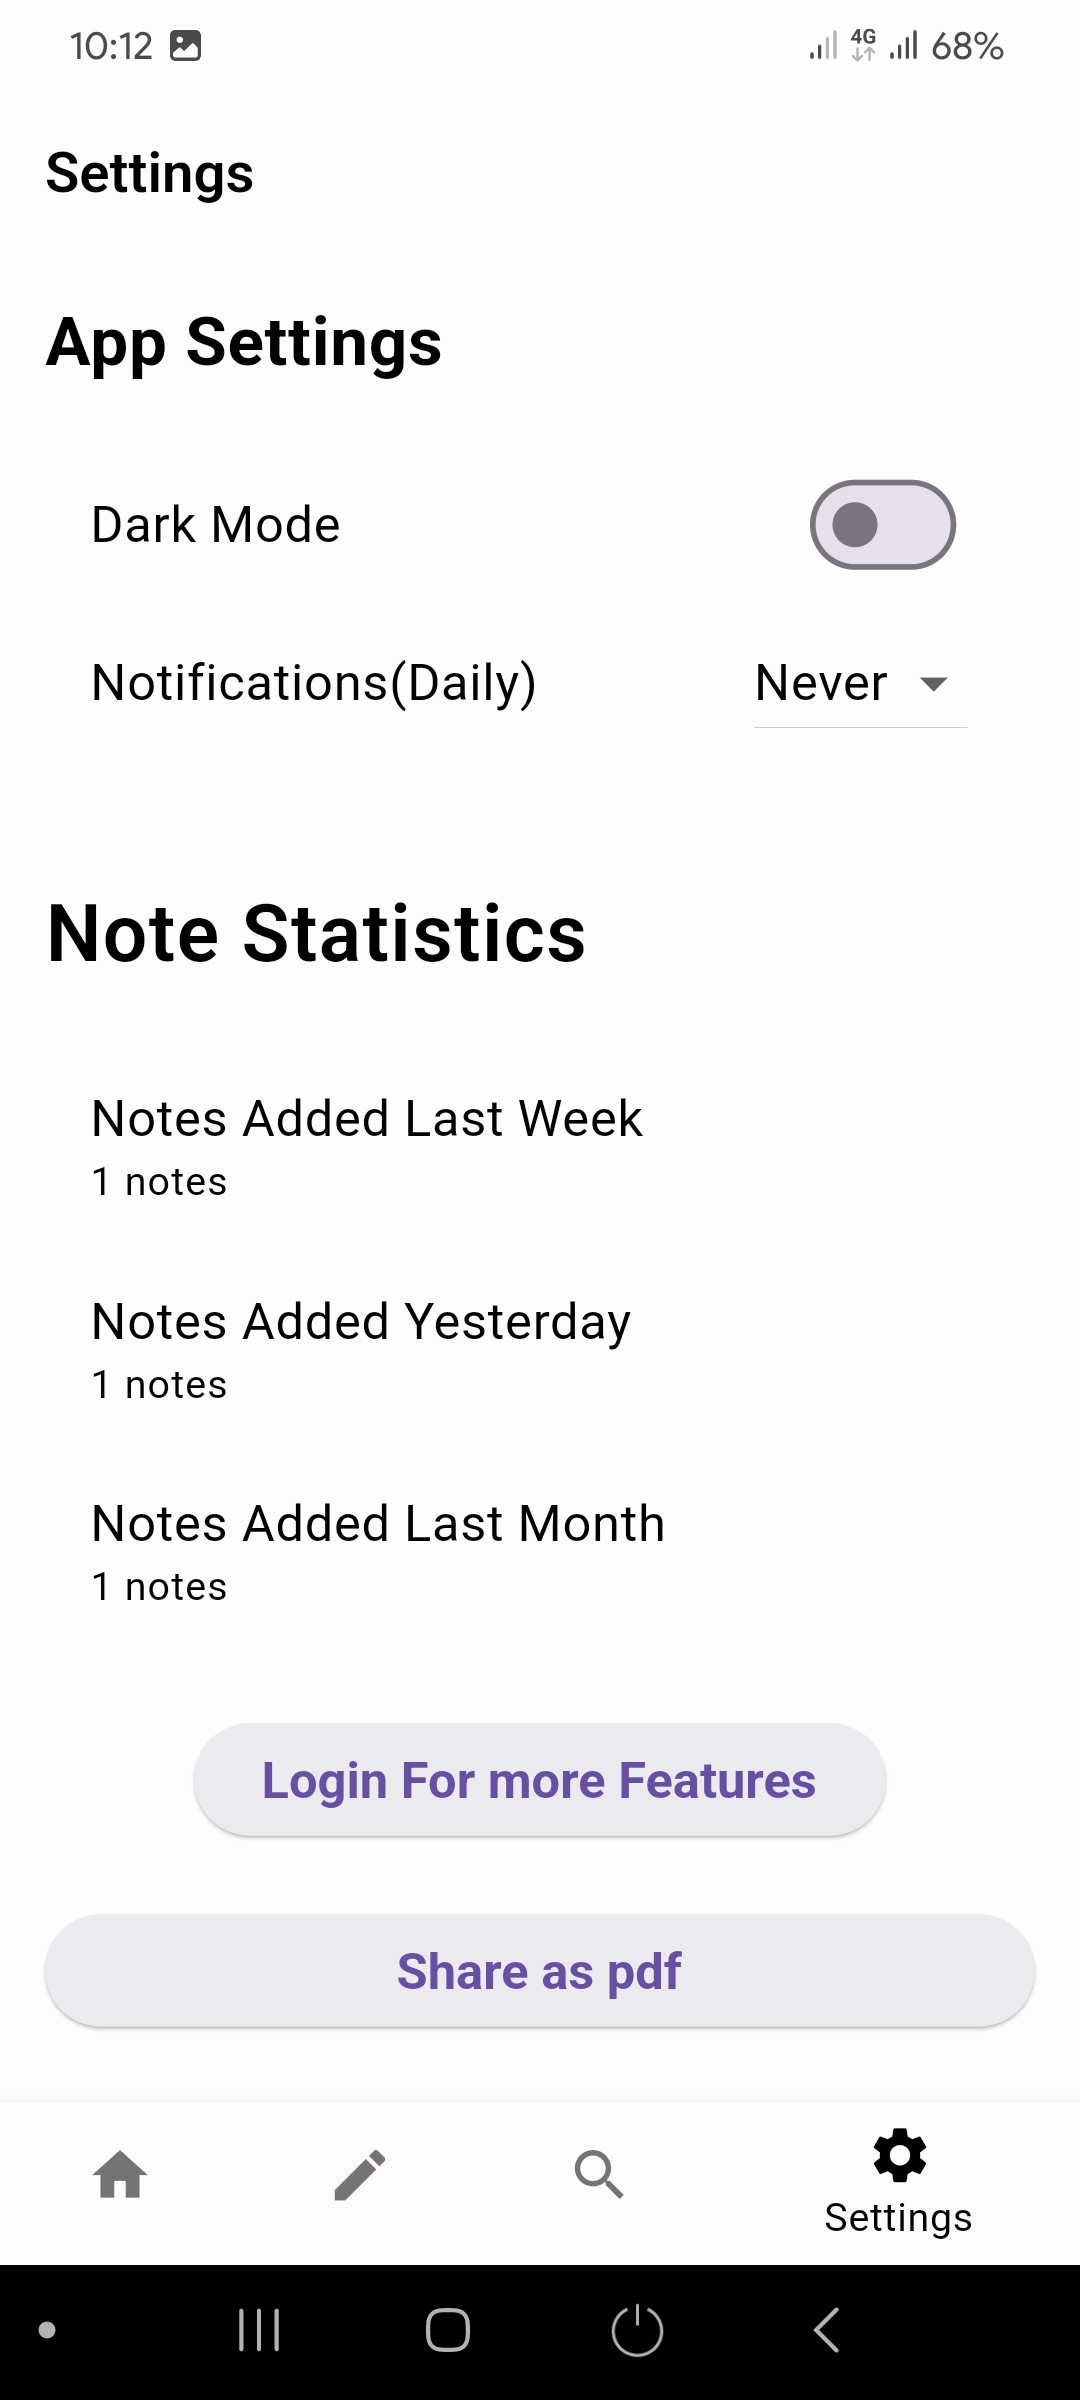 10:12 4G 68%
Settings
App Settings
Dark Mode
Notifications(Daily) Never
Note Statistics
Notes Added Last Week
1 notes
Notes Added Yesterday
1 notes
Notes Added Last Month
1 notes
Login For more Features
Share as pdf
Settings